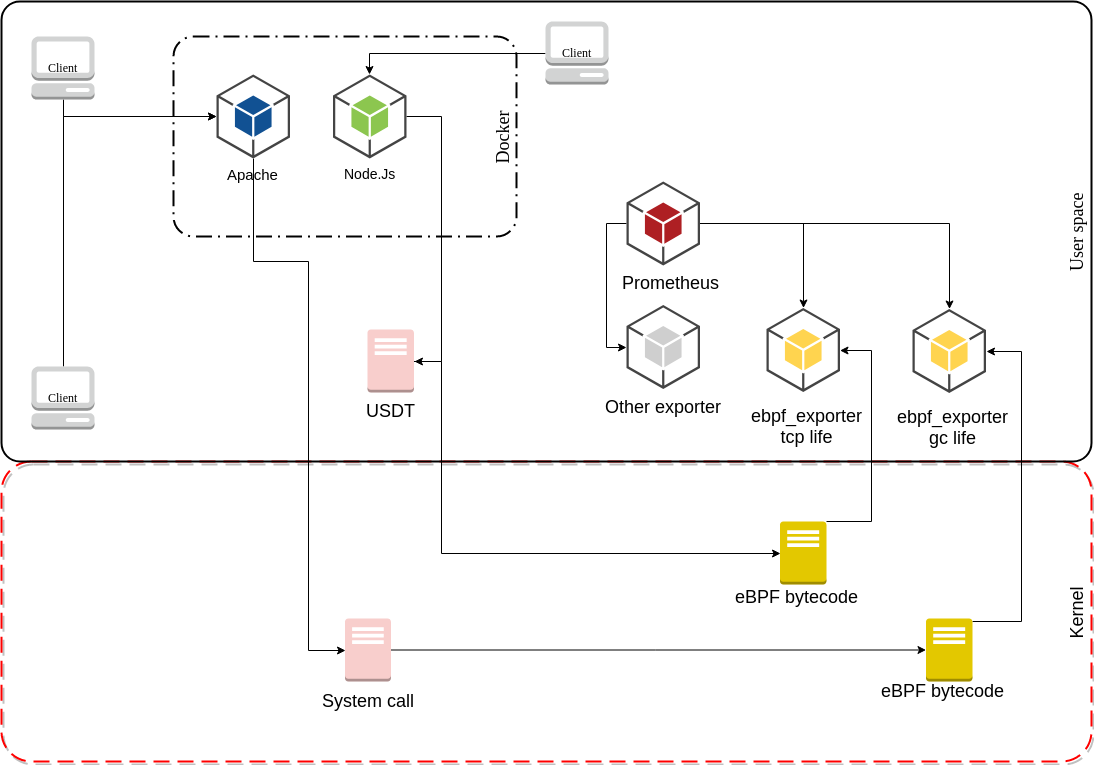 Client
Client
Docker
Apache
Node.Js
User space
Prometheus
Other exporter
ebpf_exporter
tcp life
ebpf_exporter
gc life
USDT
Client
eBPF bytecode
Kernel
eBPF bytecode
System call